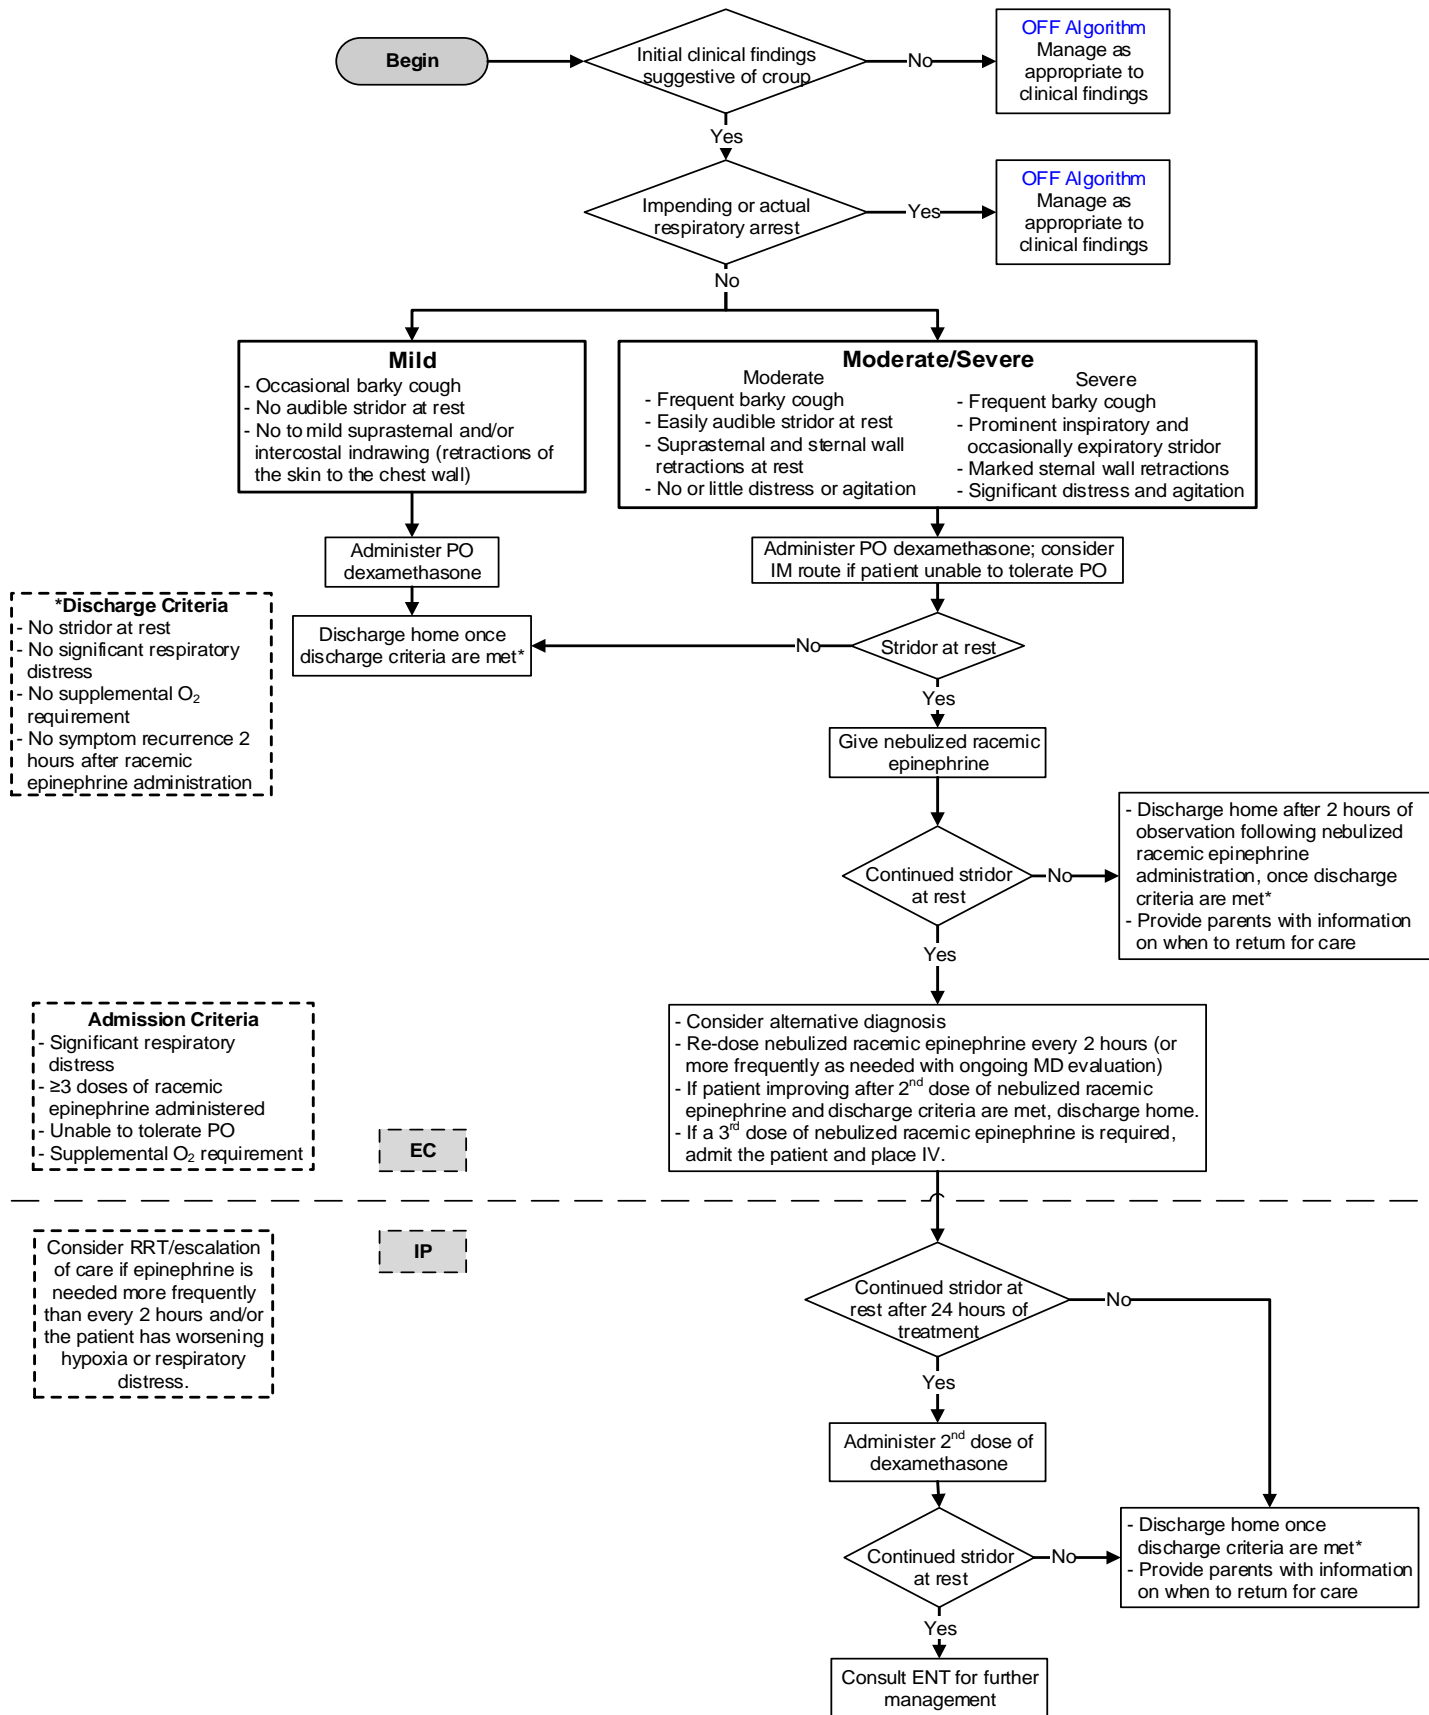 Begin
Initial clinical findings
suggestive of croup
No
OFF Algorithm
Manage as
appropriate to
clinical findings
Yes
Impending or actual
respiratory arrest
Yes
OFF Algorithm
Manage as
appropriate to
clinical findings
No
Mild
- Occasional barky cough
- No audible stridor at rest
- No to mild suprasternal and/or
intercostal indrawing (retractions of
the skin to the chest wall)
Moderate/Severe
Moderate
- Frequent barky cough
- Easily audible stridor at rest
- Suprasternal and sternal wall
retractions at rest
- No or little distress or agitation
Severe
- Frequent barky cough
- Prominent inspiratory and
occasionally expiratory stridor
- Marked sternal wall retractions
- Significant distress and agitation
Administer PO
dexamethasone
Administer PO dexamethasone; consider
IM route if patient unable to tolerate PO
*Discharge Criteria
- No stridor at rest
- No significant respiratory
distress
- No supplemental O₂
requirement
- No symptom recurrence 2
hours after racemic
epinephrine administration
Discharge home once
discharge criteria are met*
No
Stridor at rest
Yes
Give nebulized racemic
epinephrine
Continued stridor
at rest
No
- Discharge home after 2 hours of
observation following nebulized
racemic epinephrine
administration, once discharge
criteria are met*
- Provide parents with information
on when to return for care
Yes
Admission Criteria
- Significant respiratory
distress
- ≥3 doses of racemic
epinephrine administered
- Unable to tolerate PO
- Supplemental O₂ requirement
EC
- Consider alternative diagnosis
- Re-dose nebulized racemic epinephrine every 2 hours (or
more frequently as needed with ongoing MD evaluation)
- If patient improving after 2nd dose of nebulized racemic
epinephrine and discharge criteria are met, discharge home.
- If a 3rd dose of nebulized racemic epinephrine is required,
admit the patient and place IV.
Consider RRT/escalation
of care if epinephrine is
needed more frequently
than every 2 hours and/or
the patient has worsening
hypoxia or respiratory
distress.
IP
Continued stridor at
rest after 24 hours of
treatment
No
Yes
Administer 2nd dose of
dexamethasone
Continued stridor
at rest
No
- Discharge home once
discharge criteria are met*
- Provide parents with information
on when to return for care
Yes
Consult ENT for further
management